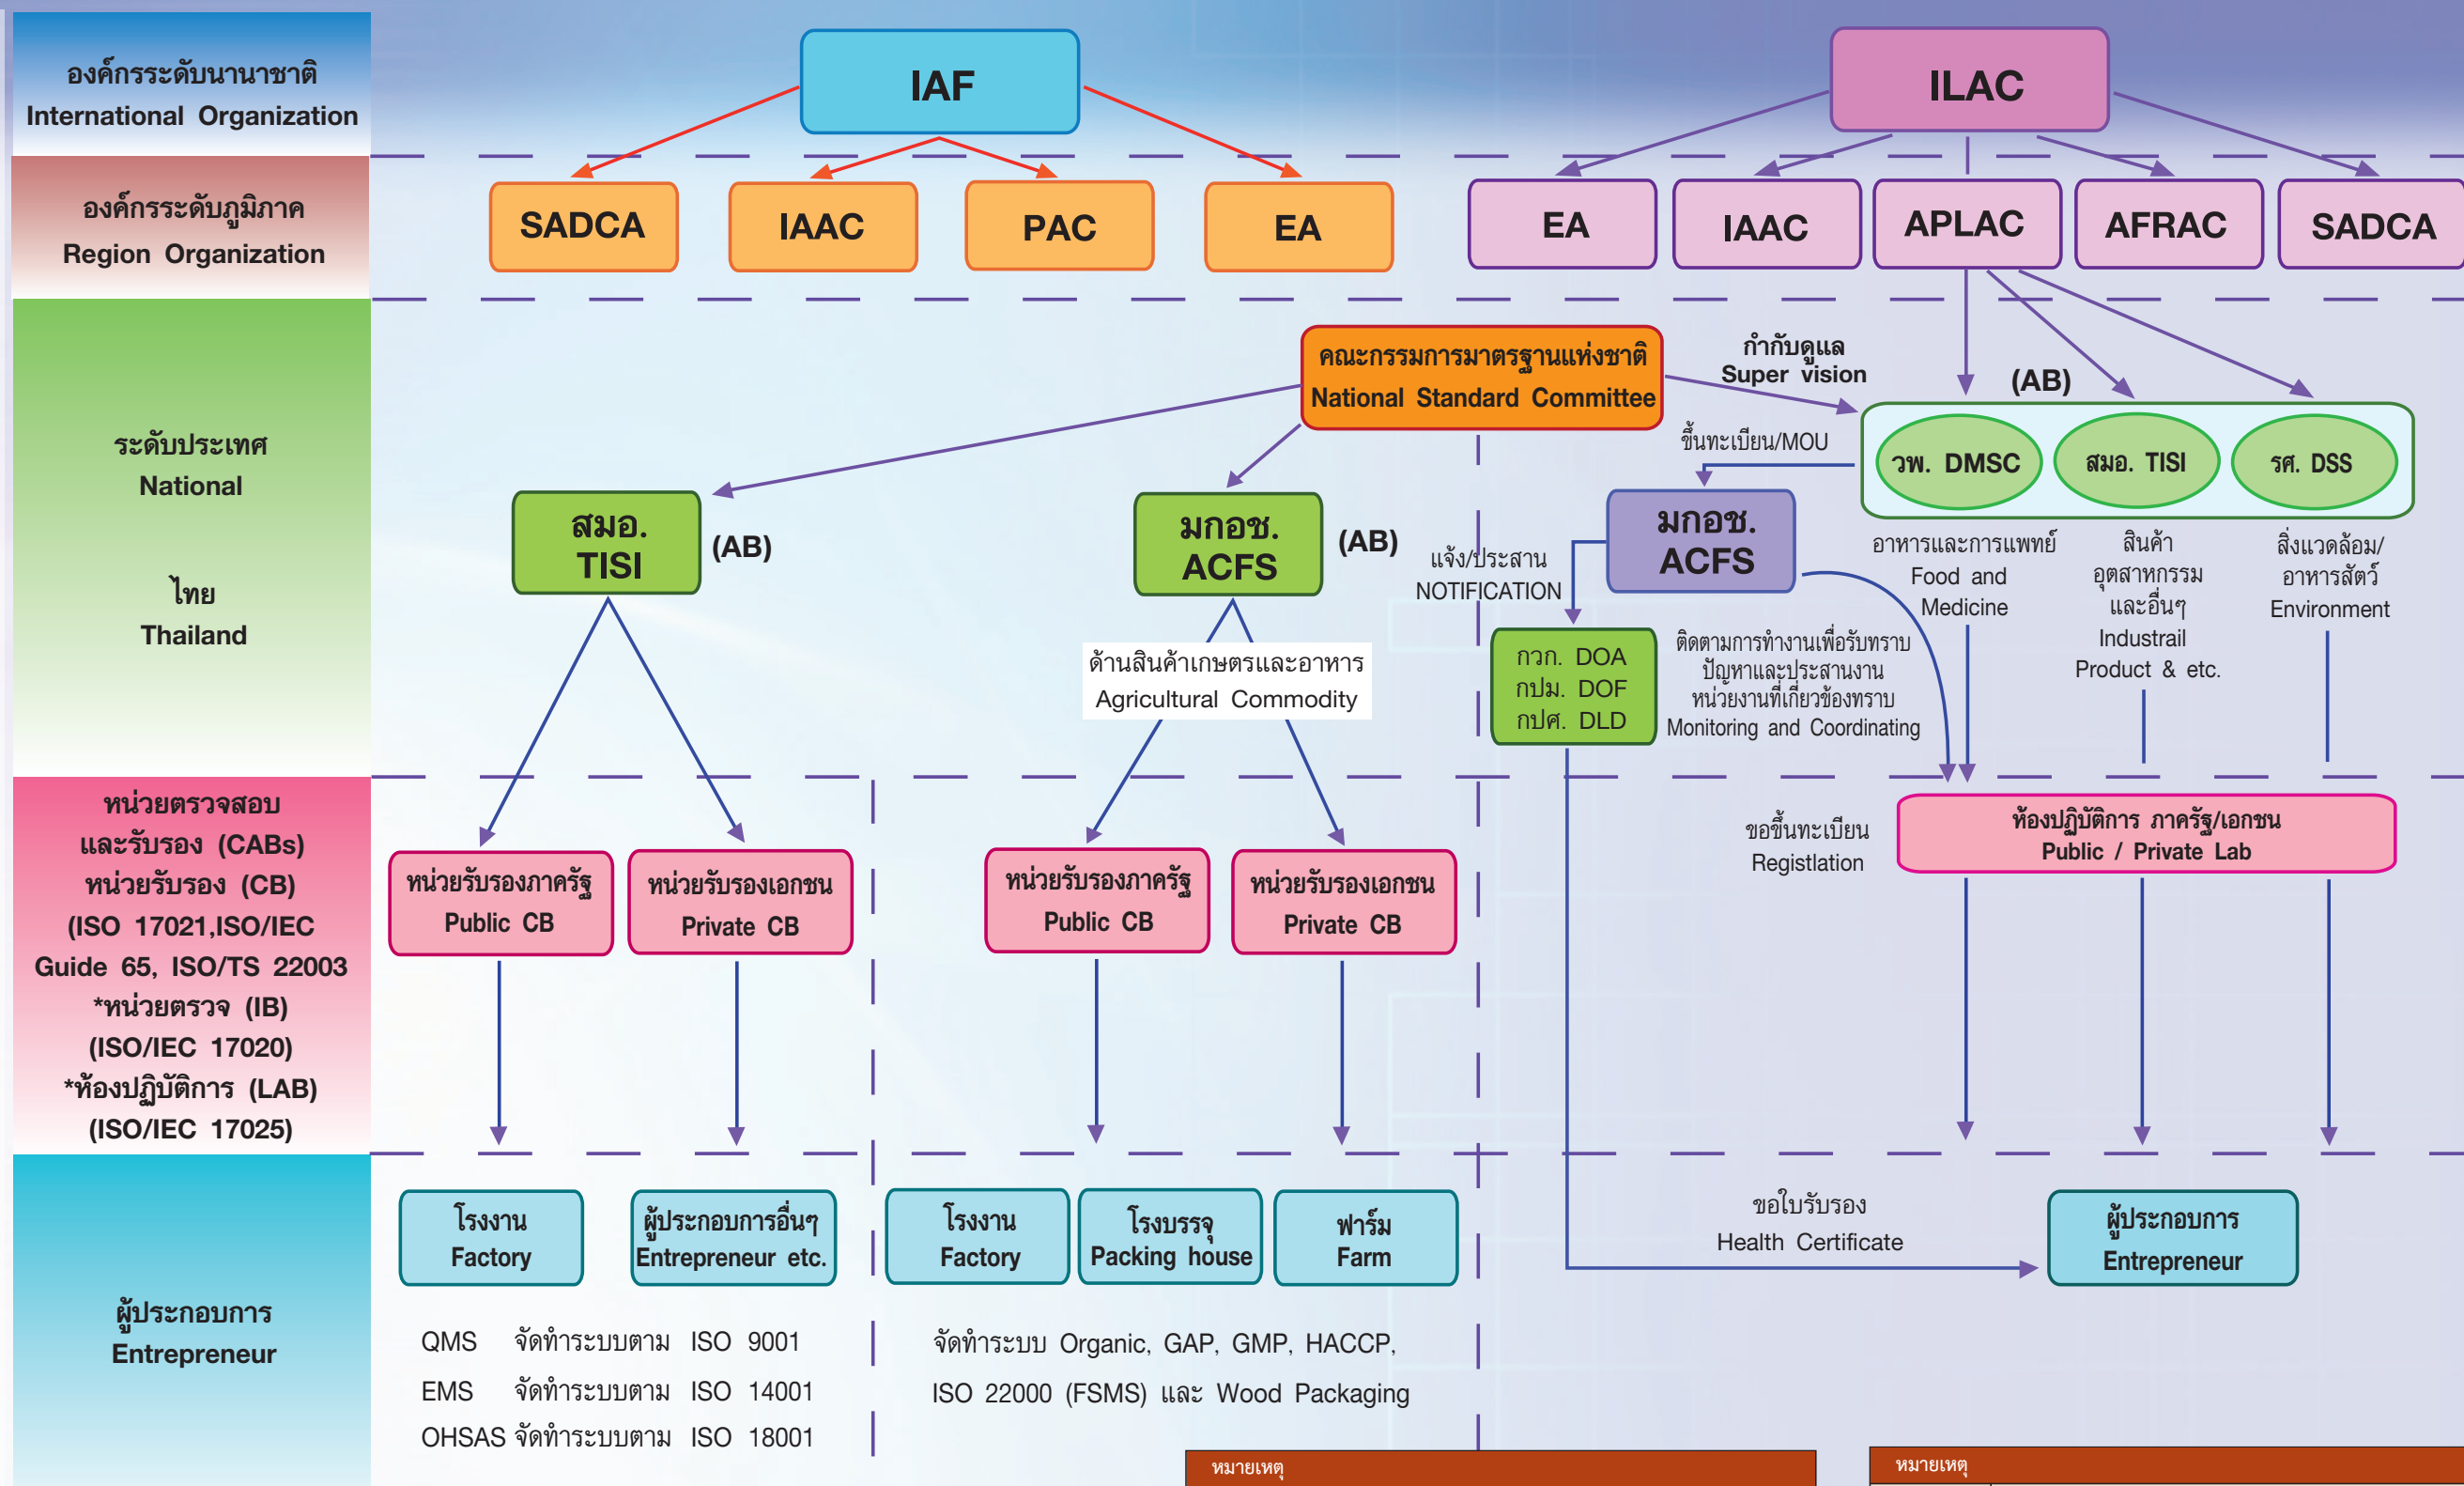 องค์กรระดับนานาชาติ
International Organization
IAF
ILAC
องค์กรระดับภูมิภาค
Region Organization
SADCA
IAAC
PAC
EA
EA
IAAC
APLAC
AFRAC
SADCA
ระดับประเทศ
National
ไทย
Thailand
คณะกรรมการมาตรฐานแห่งชาติ
National Standard Committee
กำกับดูแล
Super vision
(AB)
ขึ้นทะเบียน/MOU
วพ. DMSC
สมอ. TISI
รศ. DSS
สมอ.
TISI
(AB)
มกอช.
ACFS
(AB)
แจ้ง/ประสาน
NOTIFICATION
มกอช.
ACFS
อาหารและการแพทย์
Food and
Medicine
สินค้า
อุตสาหกรรม
และอื่นๆ
Industrail
Product & etc.
สิ่งแวดล้อม/
อาหารสัตว์
Environment
ด้านสินค้าเกษตรและอาหาร
Agricultural Commodity
กวก. DOA
กปม. DOF
กปศ. DLD
ติดตามการทำงานเพื่อรับทราบ
ปัญหาและประสานงาน
หน่วยงานที่เกี่ยวข้องทราบ
Monitoring and Coordinating
หน่วยตรวจสอบ
และรับรอง (CABs)
หน่วยรับรอง (CB)
(ISO 17021,ISO/IEC
Guide 65, ISO/TS 22003
*หน่วยตรวจ (IB)
(ISO/IEC 17020)
*ห้องปฏิบัติการ (LAB)
(ISO/IEC 17025)
หน่วยรับรองภาครัฐ
Public CB
หน่วยรับรองเอกชน
Private CB
หน่วยรับรองภาครัฐ
Public CB
หน่วยรับรองเอกชน
Private CB
ขอขึ้นทะเบียน
Registlation
ห้องปฏิบัติการ ภาครัฐ/เอกชน
Public / Private Lab
ผู้ประกอบการ
Entrepreneur
โรงงาน
Factory
ผู้ประกอบการอื่นๆ
Entrepreneur etc.
โรงงาน
Factory
โรงบรรจุ
Packing house
ฟาร์ม
Farm
ขอใบรับรอง
Health Certificate
ผู้ประกอบการ
Entrepreneur
QMS จัดทำระบบตาม ISO 9001
EMS จัดทำระบบตาม ISO 14001
OHSAS จัดทำระบบตาม ISO 18001
จัดทำระบบ Organic, GAP, GMP, HACCP,
ISO 22000 (FSMS) และ Wood Packaging
หมายเหตุ
หมายเหตุ